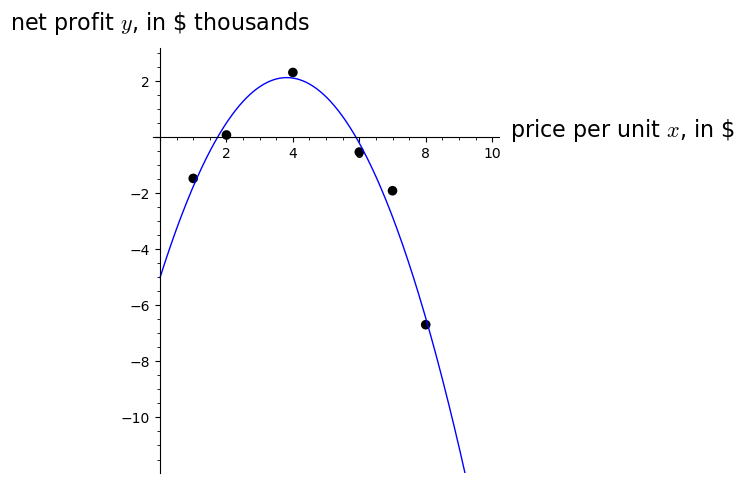 net profit y, in $ thousands
2
price per unit x, in $
2 4 6 8 10
−2
−4
−6
−8
−10